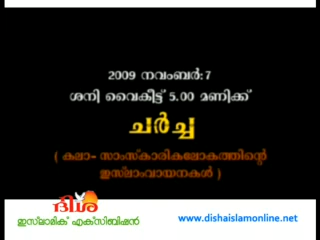 2009 നവംബർ:7
ശനി വൈകീട്ട് 5.00 മണിക്ക്
ചർച്ച
( കലാ- സാംസ്കാരികലോകത്തിന്റെ
ഇസ്‌ലാംവായനകൾ )
ദിശ
ഇസ്‌ലാമിക് എക്സിബിഷൻ
www.dishaislamonline.net